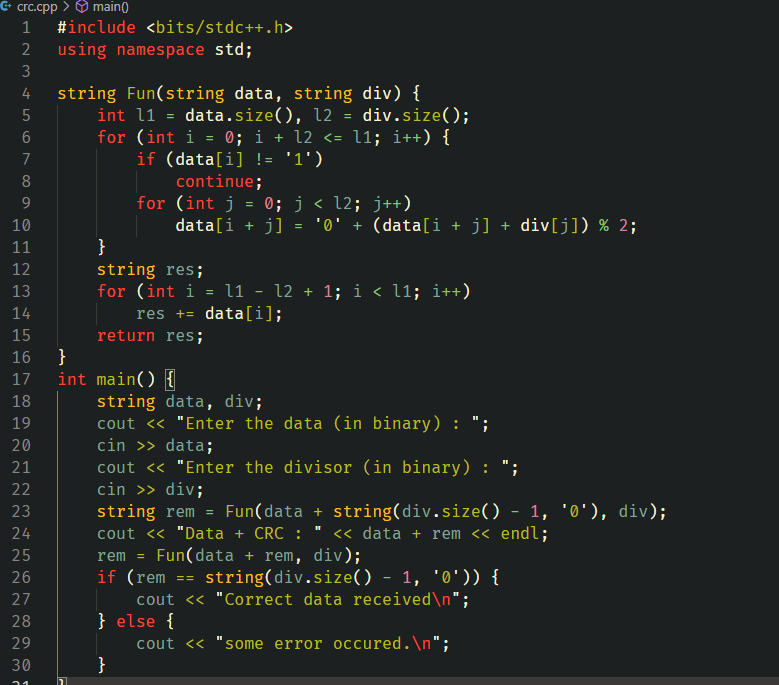 crc.cpp > main()
1 #include <bits/stdc++.h>
2 using namespace std;
3
4 string Fun(string data, string div) {
5     int l1 = data.size(), l2 = div.size();
6     for (int i = 0; i + l2 <= l1; i++) {
7         if (data[i] != '1')
8             continue;
9         for (int j = 0; j < l2; j++)
10             data[i + j] = '0' + (data[i + j] + div[j]) % 2;
11     }
12     string res;
13     for (int i = l1 - l2 + 1; i < l1; i++)
14         res += data[i];
15     return res;
16 }
17 int main() {
18     string data, div;
19     cout << "Enter the data (in binary) : ";
20     cin >> data;
21     cout << "Enter the divisor (in binary) : ";
22     cin >> div;
23     string rem = Fun(data + string(div.size() - 1, '0'), div);
24     cout << "Data + CRC : " << data + rem << endl;
25     rem = Fun(data + rem, div);
26     if (rem == string(div.size() - 1, '0')) {
27         cout << "Correct data received\n";
28     } else {
29         cout << "some error occured.\n";
30     }
31 }